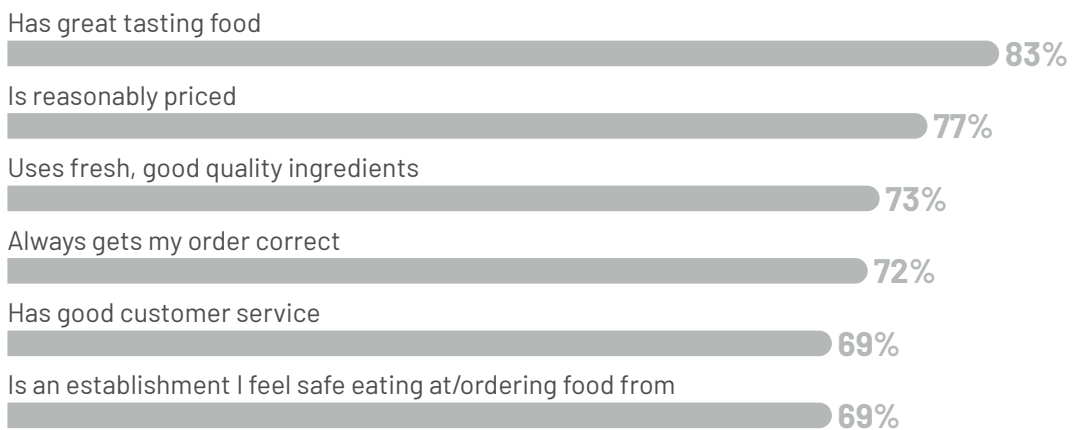 Has great tasting food
83%
Is reasonably priced
77%
Uses fresh, good quality ingredients
73%
Always gets my order correct
72%
Has good customer service
69%
Is an establishment I feel safe eating at/ordering food from
69%